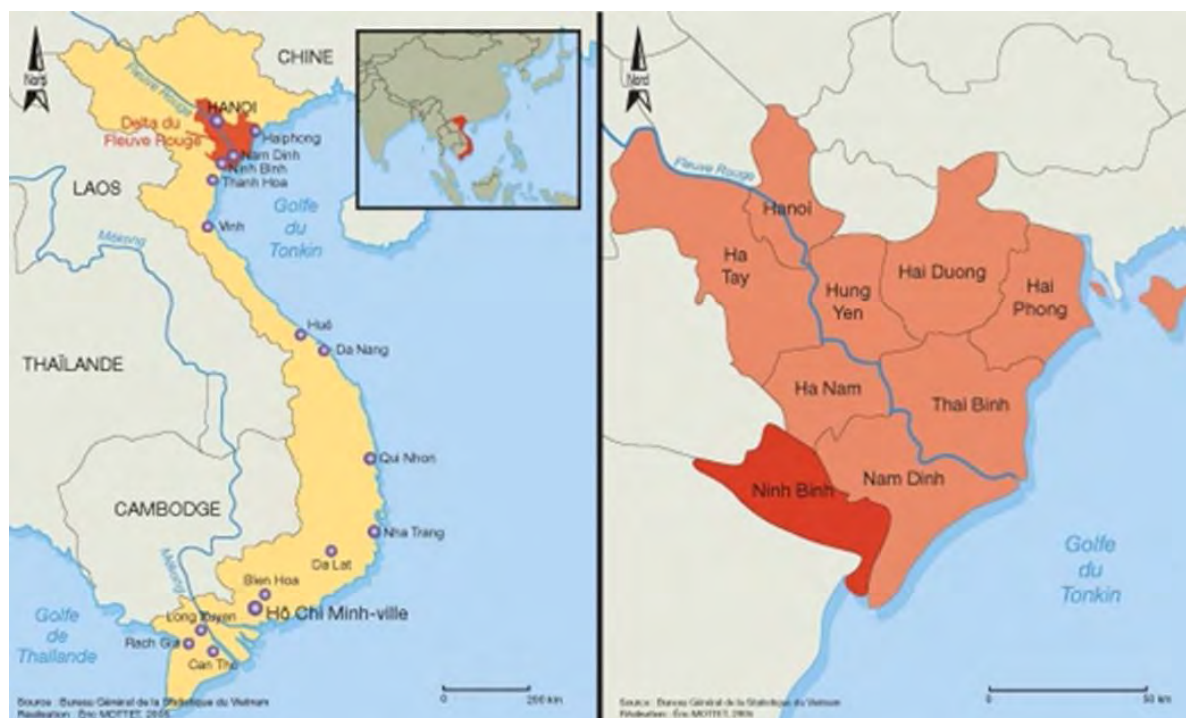 Nord
CHINE
Fleuve Rouge
HANOI
Delta du
Fleuve Rouge
Haiphong
Nam Dinh
Ninh Binh
Thanh Hoa
LAOS
Golfe
du
Tonkin
Vinh
Mékong
Hué
Da Nang
THAÏLANDE
Qui Nhon
CAMBODGE
Nha Trang
Da Lat
Mékong
Bien Hoa
Hô Chi Minh-ville
Golfe
de
Thaïlande
Long Xuyen
Rach Gia
Can Tho
Source : Bureau Général de la Statistique du Vietnam
Réalisation : Éric MOTTET, 2005
0 200 km
Nord
Fleuve Rouge
Hanoi
Ha
Tay
Hung
Yen
Hai Duong
Hai
Phong
Ha Nam
Thai Binh
Ninh Binh
Nam Dinh
Golfe
du
Tonkin
Source : Bureau Général de la Statistique du Vietnam
Réalisation : Éric MOTTET, 2005
0 50 km